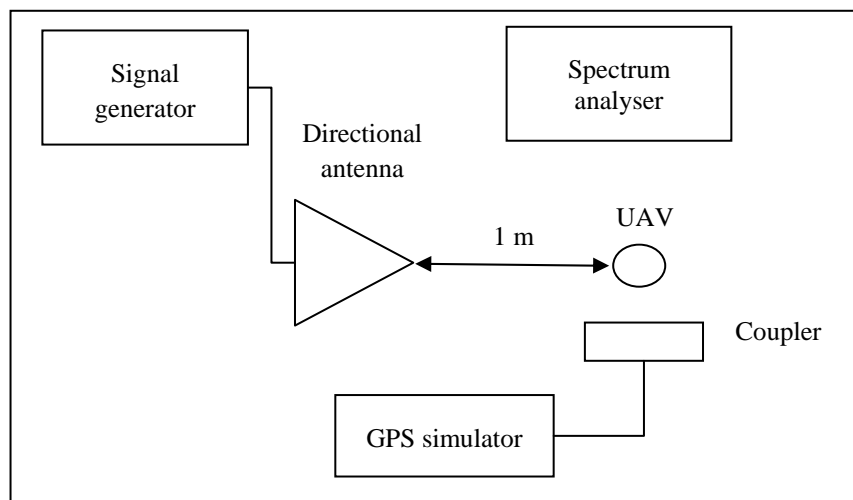 Signal
generator
Spectrum
analyser
Directional
antenna
UAV
1 m
Coupler
GPS simulator